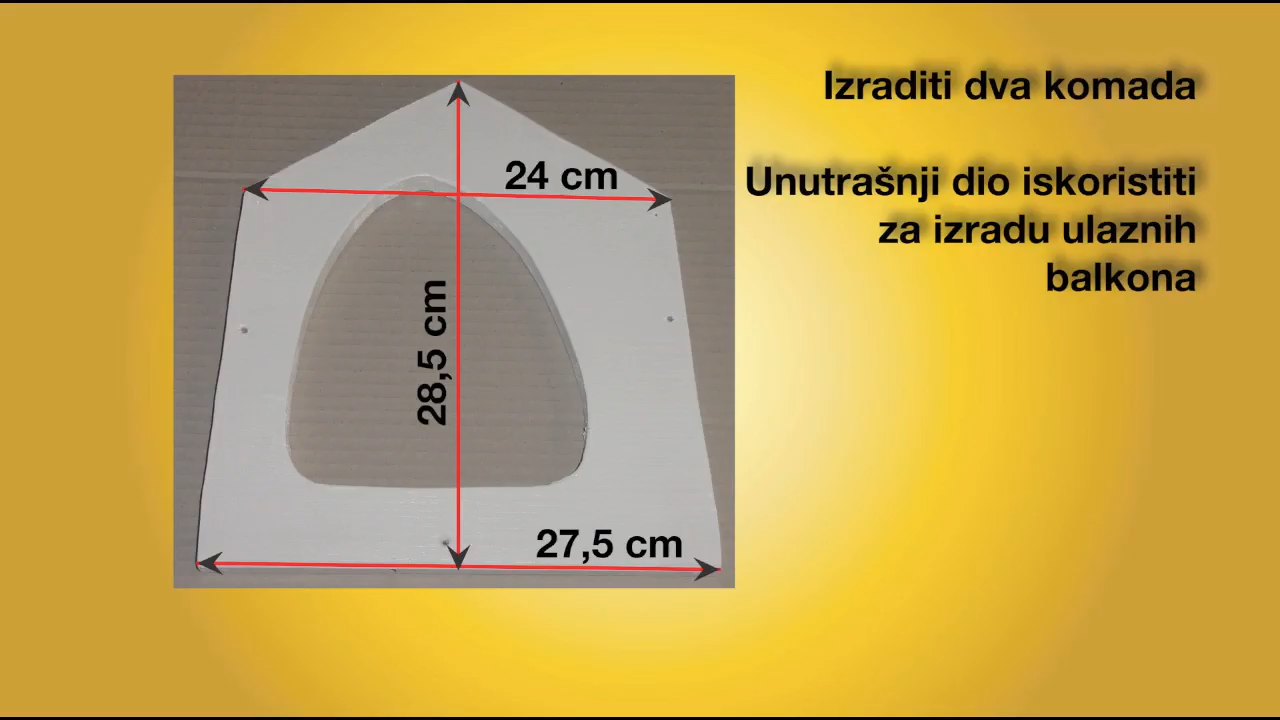 Izraditi dva komada
Unutrašnji dio iskoristiti
za izradu ulaznih
balkona
24 cm
28,5 cm
27,5 cm